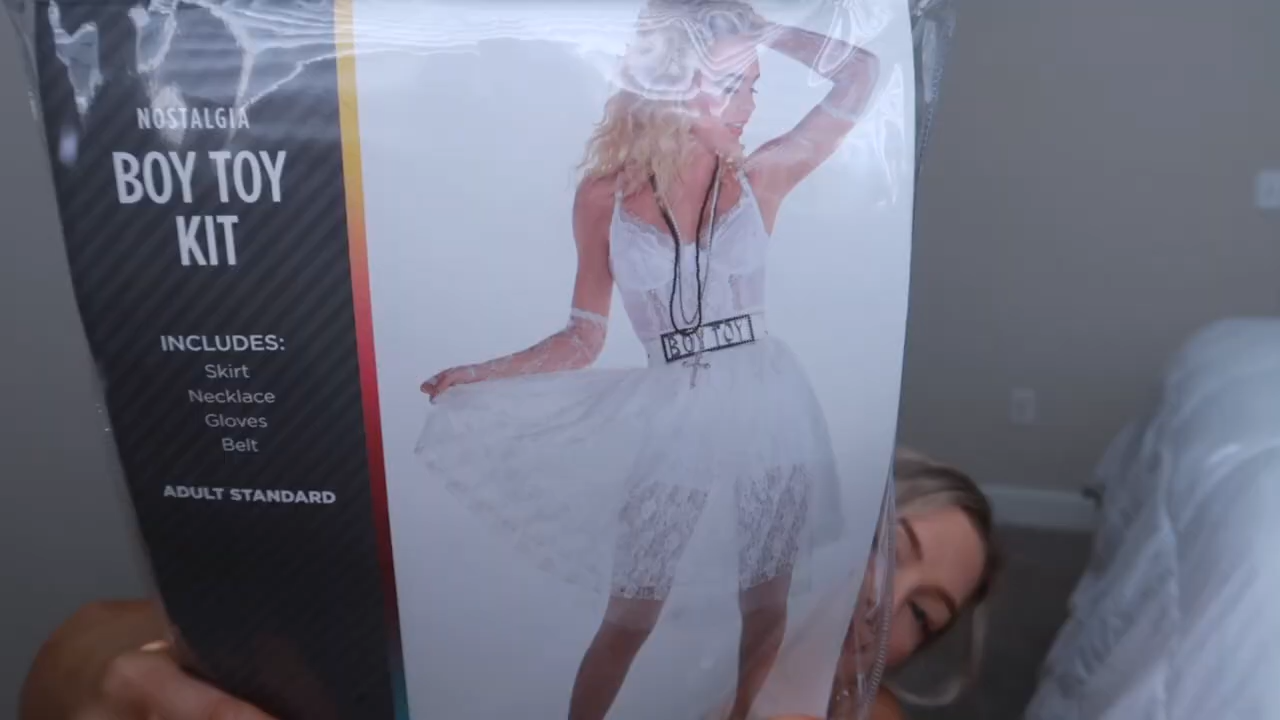 NOSTALGIA
BOY TOY
KIT
INCLUDES:
Skirt
Necklace
Gloves
Belt
ADULT STANDARD
BOY TOY